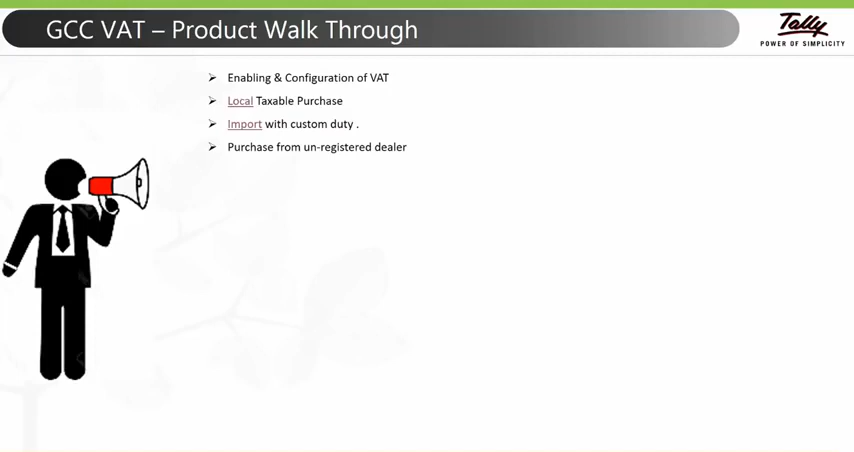 GCC VAT – Product Walk Through
Tally
POWER OF SIMPLICITY
➢ Enabling & Configuration of VAT
➢ Local Taxable Purchase
➢ Import with custom duty .
➢ Purchase from un-registered dealer